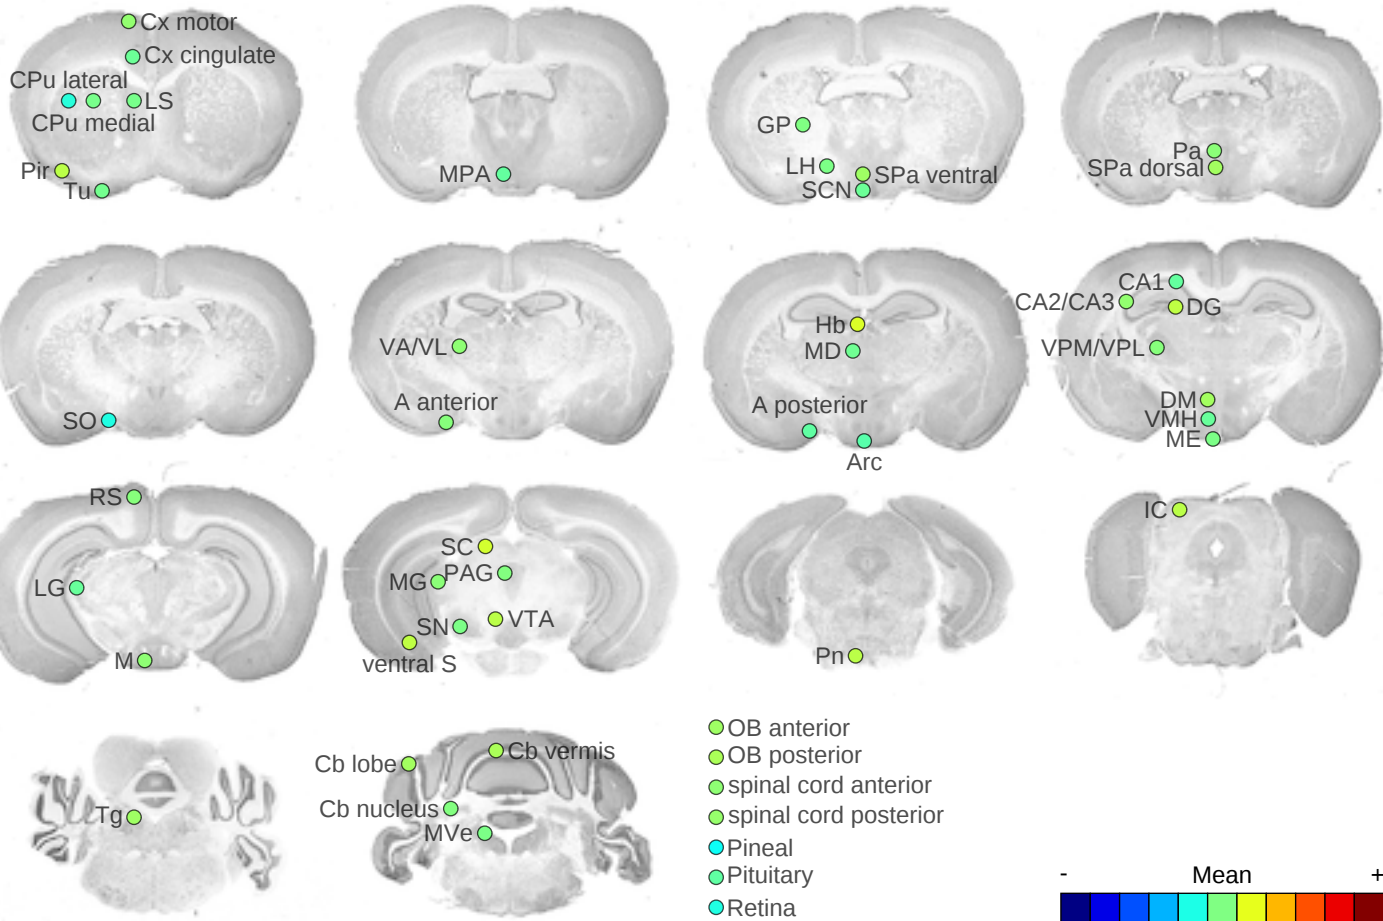 Cx motor
Cx cingulate
CPu lateral
LS
CPu medial
Pir
Tu
MPA
GP
LH
SPa ventral
SCN
Pa
SPa dorsal
SO
VA/VL
A anterior
Hb
MD
A posterior
Arc
CA1
CA2/CA3
DG
VPM/VPL
DM
VMH
ME
RS
LG
M
SC
MG
PAG
SN
VTA
ventral S
Pn
IC
Tg
Cb lobe
Cb vermis
Cb nucleus
MVe
OB anterior
OB posterior
spinal cord anterior
spinal cord posterior
Pineal
Pituitary
Retina
- Mean +